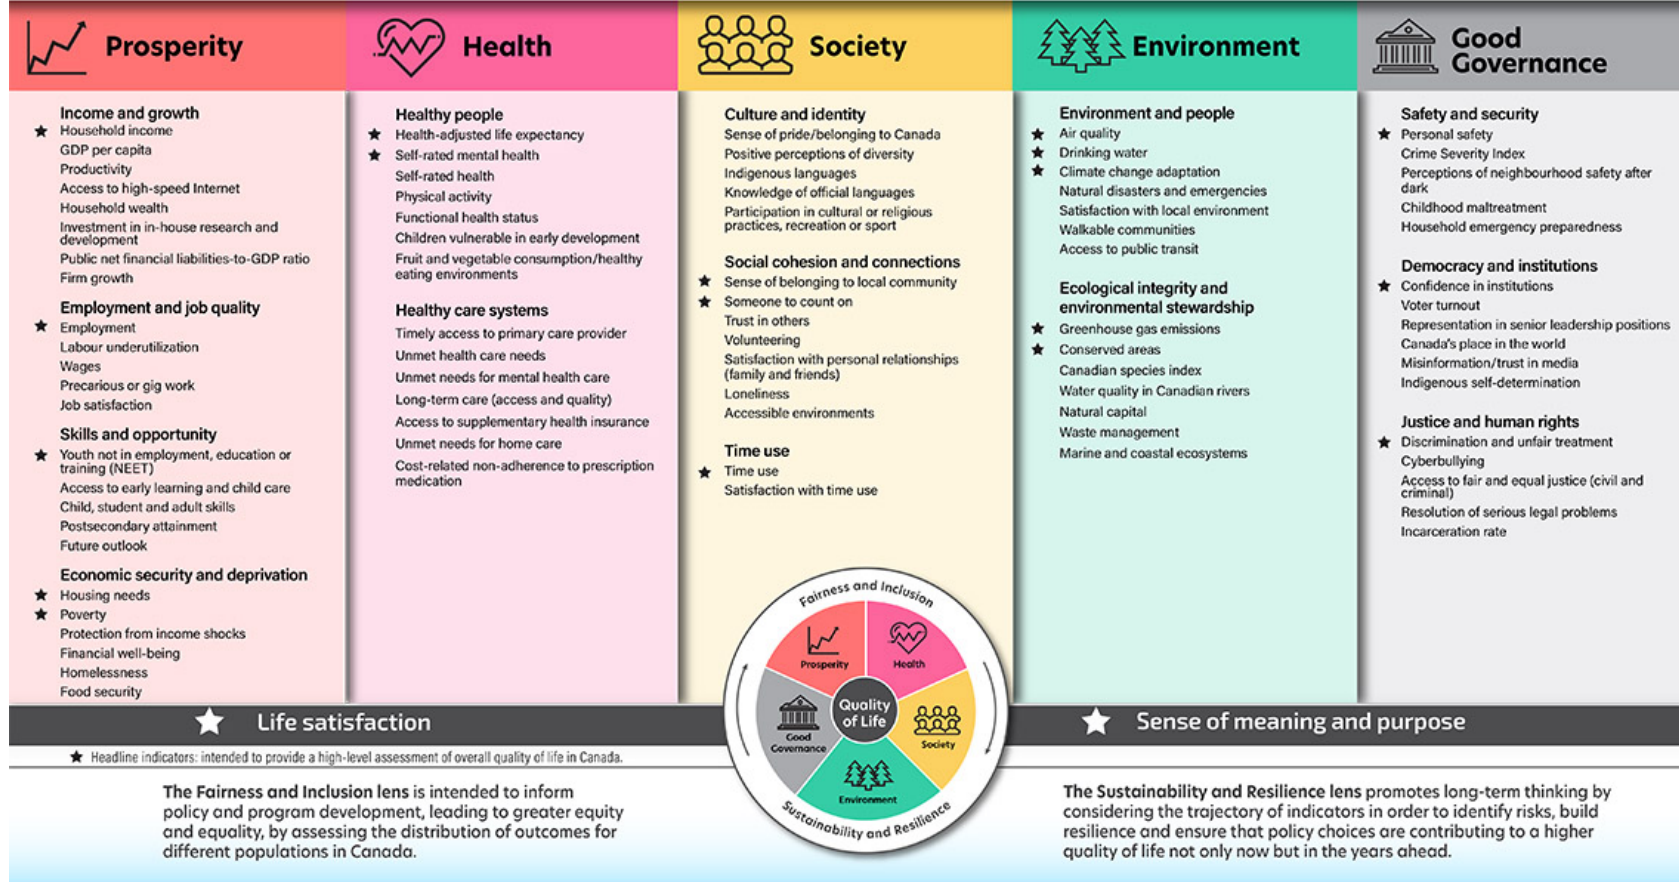 Prosperity
Income and growth
★ Household income
GDP per capita
Productivity
Access to high-speed Internet
Household wealth
Investment in in-house research and
development
Public net financial liabilities-to-GDP ratio
Firm growth
Employment and job quality
★ Employment
Labour underutilization
Wages
Precarious or gig work
Job satisfaction
Skills and opportunity
★ Youth not in employment, education or
training (NEET)
Access to early learning and child care
Child, student and adult skills
Postsecondary attainment
Future outlook
Economic security and deprivation
★ Housing needs
★ Poverty
Protection from income shocks
Financial well-being
Homelessness
Food security
Health
Healthy people
★ Health-adjusted life expectancy
★ Self-rated mental health
Self-rated health
Physical activity
Functional health status
Children vulnerable in early development
Fruit and vegetable consumption/healthy
eating environments
Healthy care systems
Timely access to primary care provider
Unmet health care needs
Unmet needs for mental health care
Long-term care (access and quality)
Access to supplementary health insurance
Unmet needs for home care
Cost-related non-adherence to prescription
medication
Society
Culture and identity
Sense of pride/belonging to Canada
Positive perceptions of diversity
Indigenous languages
Knowledge of official languages
Participation in cultural or religious
practices, recreation or sport
Social cohesion and connections
★ Sense of belonging to local community
★ Someone to count on
Trust in others
Volunteering
Satisfaction with personal relationships
(family and friends)
Loneliness
Accessible environments
Time use
★ Time use
Satisfaction with time use
Environment
Environment and people
★ Air quality
★ Drinking water
★ Climate change adaptation
Natural disasters and emergencies
Satisfaction with local environment
Walkable communities
Access to public transit
Ecological integrity and
environmental stewardship
★ Greenhouse gas emissions
★ Conserved areas
Canadian species index
Water quality in Canadian rivers
Natural capital
Waste management
Marine and coastal ecosystems
Good
Governance
Safety and security
★ Personal safety
Crime Severity Index
Perceptions of neighbourhood safety after
dark
Childhood maltreatment
Household emergency preparedness
Democracy and institutions
★ Confidence in institutions
Voter turnout
Representation in senior leadership positions
Canada's place in the world
Misinformation/trust in media
Indigenous self-determination
Justice and human rights
★ Discrimination and unfair treatment
Cyberbullying
Access to fair and equal justice (civil and
criminal)
Resolution of serious legal problems
Incarceration rate
★ Life satisfaction
★ Sense of meaning and purpose
★ Headline indicators: intended to provide a high-level assessment of overall quality of life in Canada.
Fairness and Inclusion
Prosperity
Health
Quality
of Life
Good
Governance
Society
Environment
Sustainability and Resilience
The Fairness and Inclusion lens is intended to inform
policy and program development, leading to greater equity
and equality, by assessing the distribution of outcomes for
different populations in Canada.
The Sustainability and Resilience lens promotes long-term thinking by
considering the trajectory of indicators in order to identify risks, build
resilience and ensure that policy choices are contributing to a higher
quality of life not only now but in the years ahead.